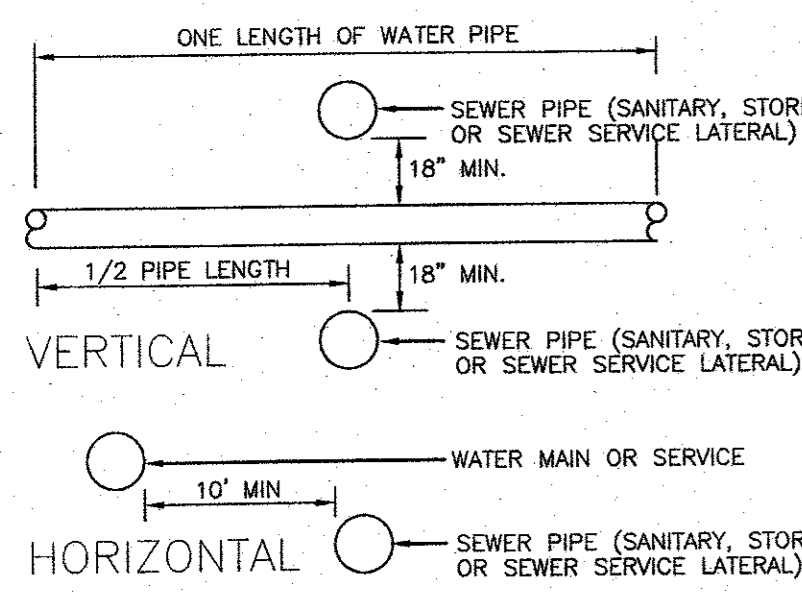 ONE LENGTH OF WATER PIPE
SEWER PIPE (SANITARY, STOR
OR SEWER SERVICE LATERAL)
18" MIN.
1/2 PIPE LENGTH
18" MIN.
VERTICAL
SEWER PIPE (SANITARY, STOR
OR SEWER SERVICE LATERAL)
WATER MAIN OR SERVICE
10' MIN
HORIZONTAL
SEWER PIPE (SANITARY, STOR
OR SEWER SERVICE LATERAL)